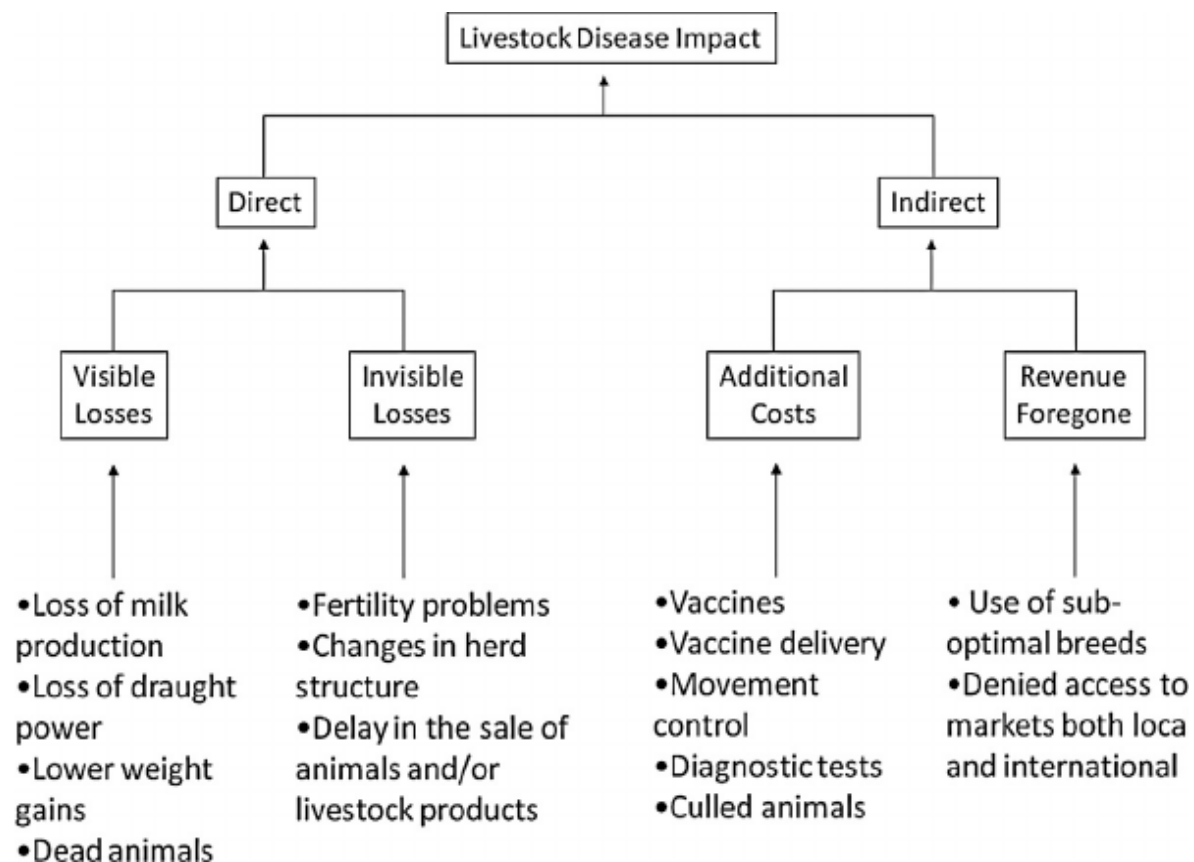 Livestock Disease Impact
Direct
Indirect
Visible
Losses
Invisible
Losses
Additional
Costs
Revenue
Foregone
•Loss of milk
production
•Loss of draught
power
•Lower weight
gains
•Dead animals
•Fertility problems
•Changes in herd
structure
•Delay in the sale of
animals and/or
livestock products
•Vaccines
•Vaccine delivery
•Movement
control
•Diagnostic tests
•Culled animals
• Use of sub-
optimal breeds
•Denied access to
markets both loca
and international